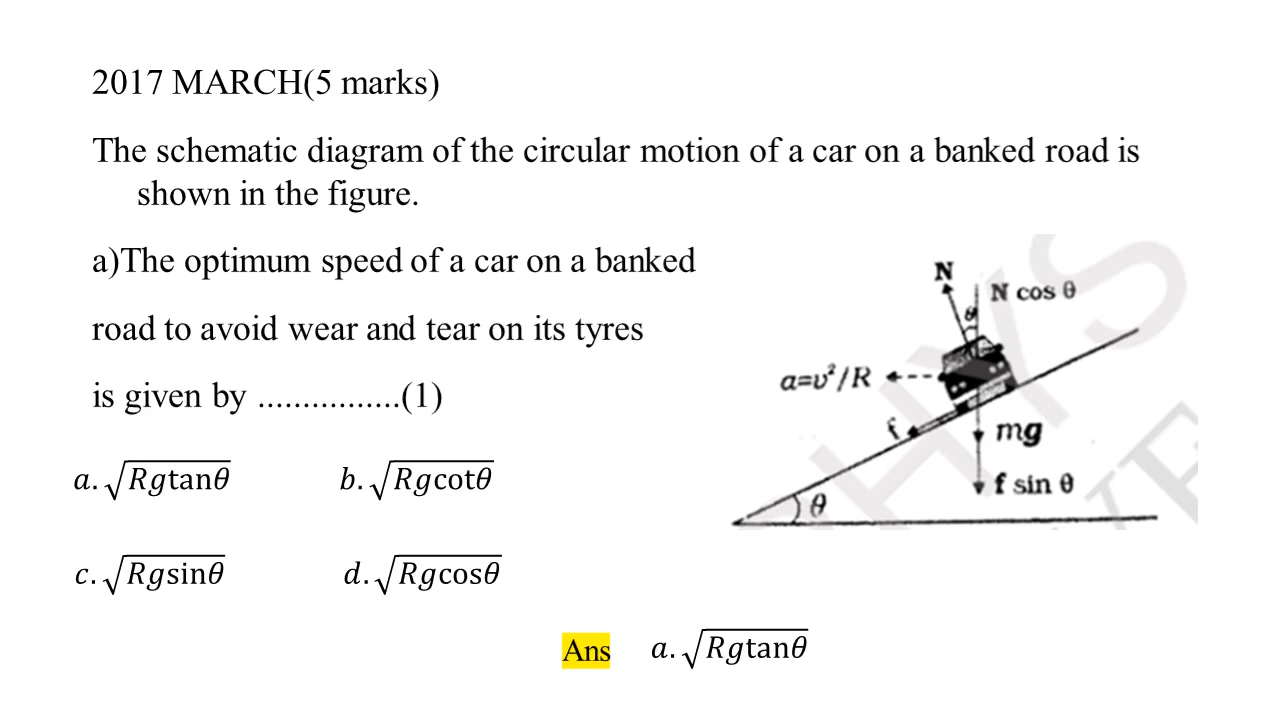 2017 MARCH(5 marks)
The schematic diagram of the circular motion of a car on a banked road is
shown in the figure.
a)The optimum speed of a car on a banked
road to avoid wear and tear on its tyres
is given by ................(1)
N
N cos θ
θ
a=υ²/R
f
mg
f sin θ
θ
a. √Rgtanθ b. √Rgcotθ
c. √Rgsinθ d. √Rgcosθ
Ans a. √Rgtanθ